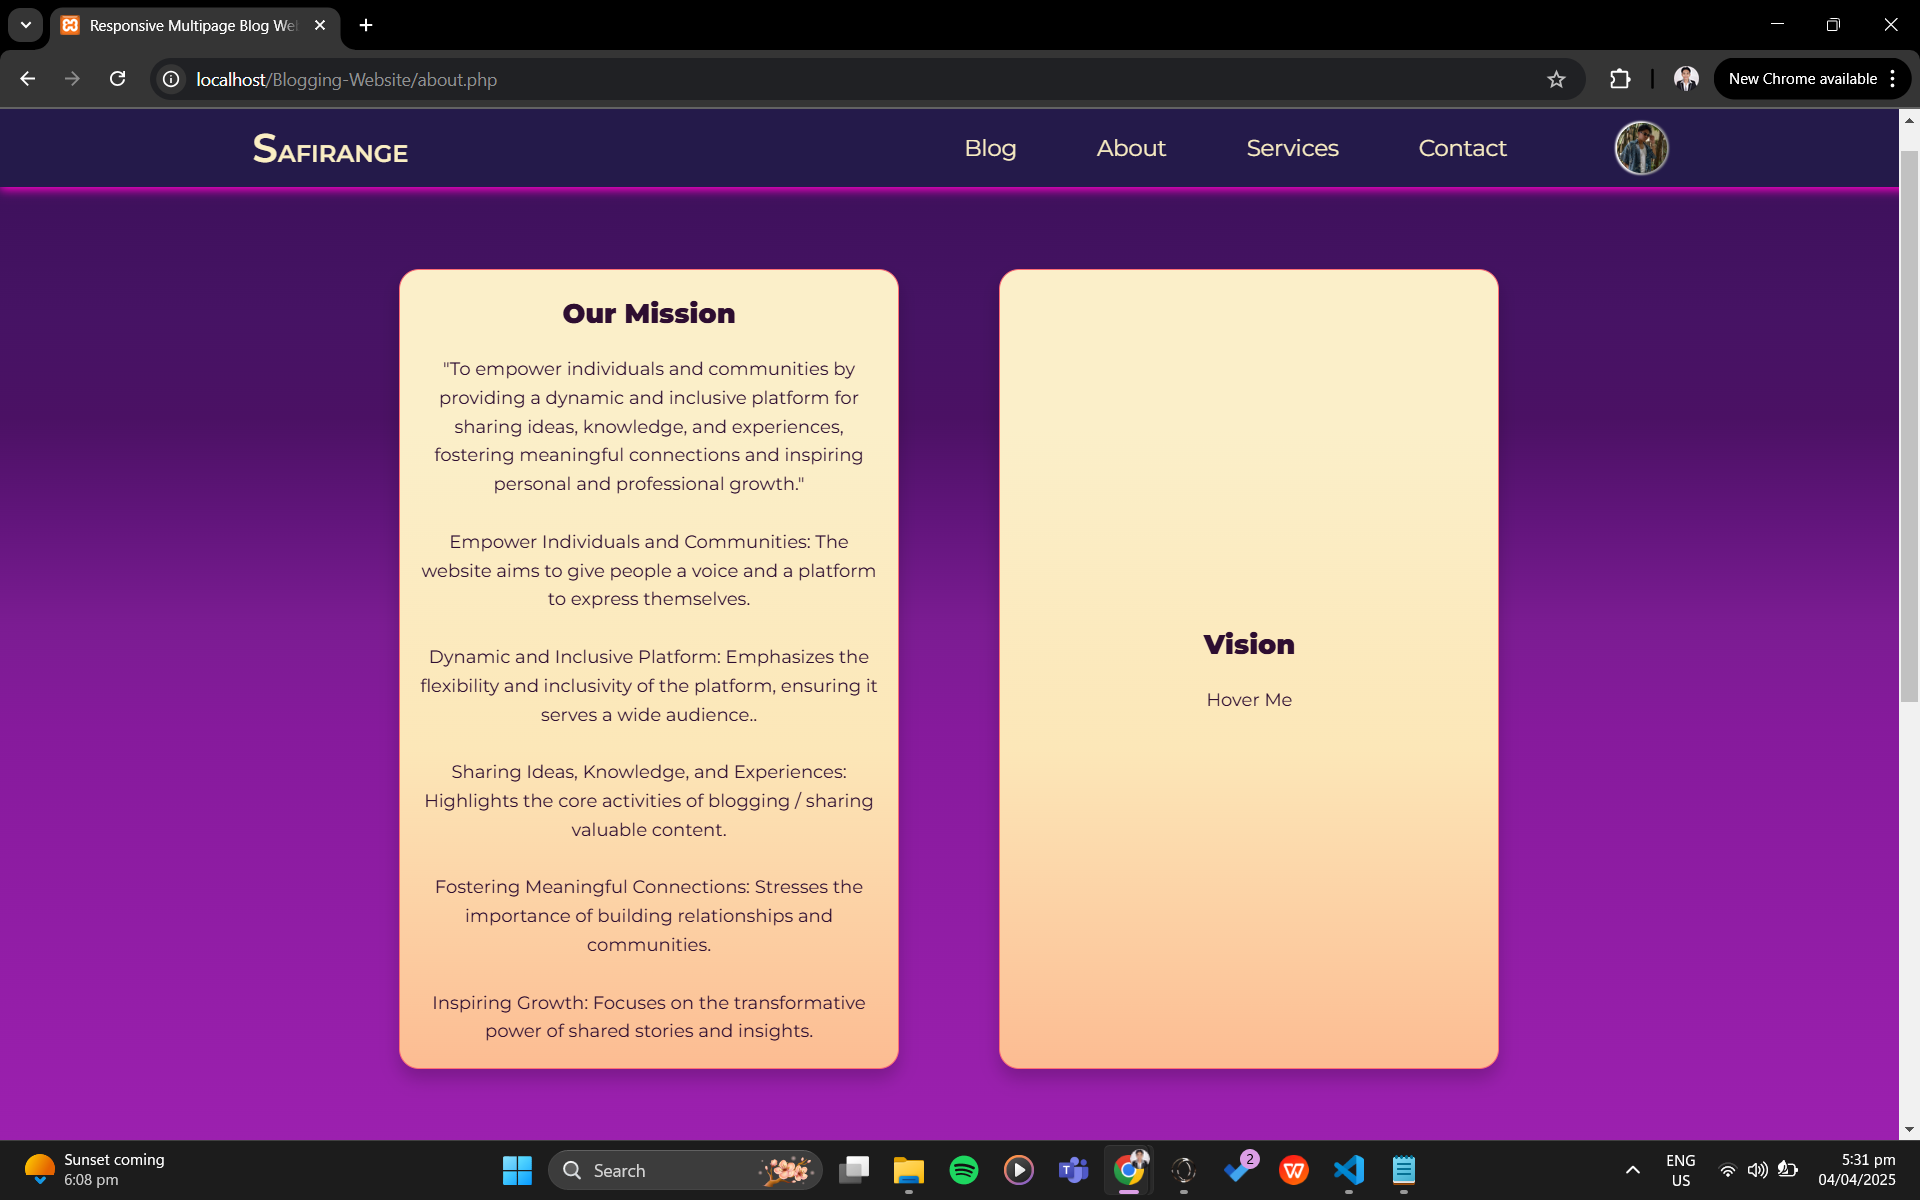 Responsive Multipage Blog We
localhost/Blogging-Website/about.php
New Chrome available
SAFIRANGE
Blog
About
Services
Contact
Our Mission
"To empower individuals and communities by
providing a dynamic and inclusive platform for
sharing ideas, knowledge, and experiences,
fostering meaningful connections and inspiring
personal and professional growth."
Empower Individuals and Communities: The
website aims to give people a voice and a platform
to express themselves.
Dynamic and Inclusive Platform: Emphasizes the
flexibility and inclusivity of the platform, ensuring it
serves a wide audience..
Sharing Ideas, Knowledge, and Experiences:
Highlights the core activities of blogging / sharing
valuable content.
Fostering Meaningful Connections: Stresses the
importance of building relationships and
communities.
Inspiring Growth: Focuses on the transformative
power of shared stories and insights.
Vision
Hover Me
Sunset coming
6:08 pm
Search
2
ENG
US
5:31 pm
04/04/2025